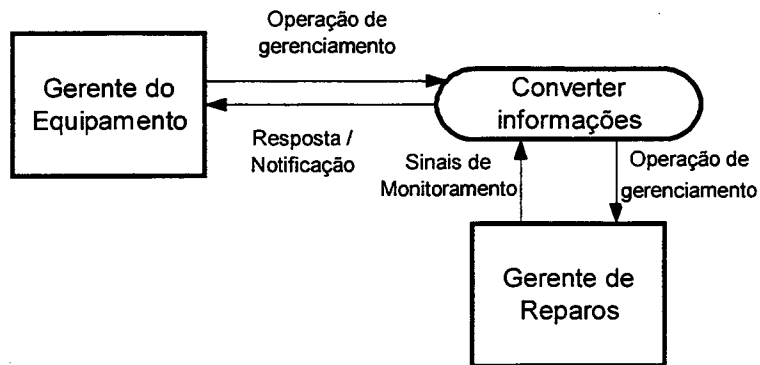 Operação de
gerenciamento
Gerente do
Equipamento
Converter
informações
Resposta /
Notificação
Sinais de
Monitoramento
Operação de
gerenciamento
Gerente de
Reparos